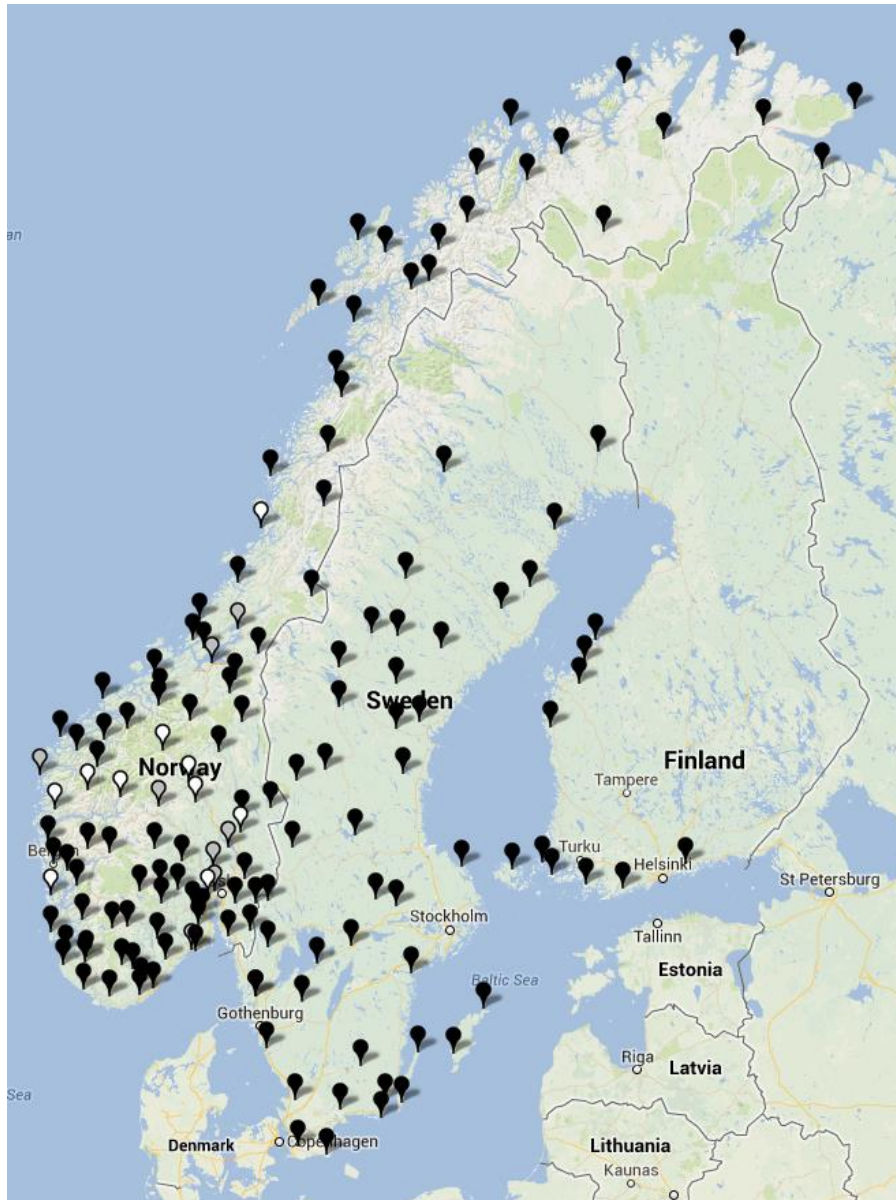 an
Sweden
Norway
Finland
Tampere
Turku
Helsinki
St Petersburg
Stockholm
Tallinn
Estonia
Baltic Sea
Gothenburg
Riga
Latvia
Sea
Denmark
Copenhagen
Lithuania
Kaunas